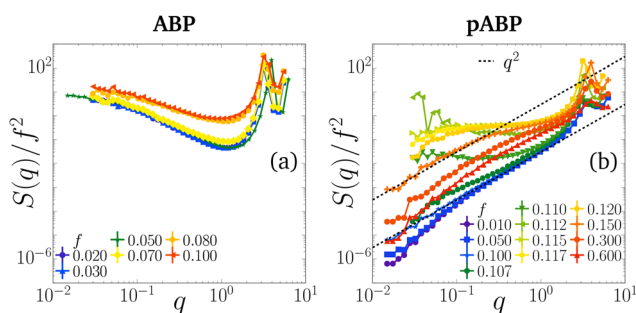 ABP
pABP
10^2
10^-6
S(q)/f^2
(a)
f
0.020
0.030
0.050
0.070
0.080
0.100
10^-2
10^-1
10^0
10^1
q
10^2
10^-6
S(q)/f^2
q^2
(b)
f
0.010
0.050
0.100
0.107
0.110
0.112
0.115
0.117
0.120
0.150
0.300
0.600
10^-2
10^-1
10^0
10^1
q